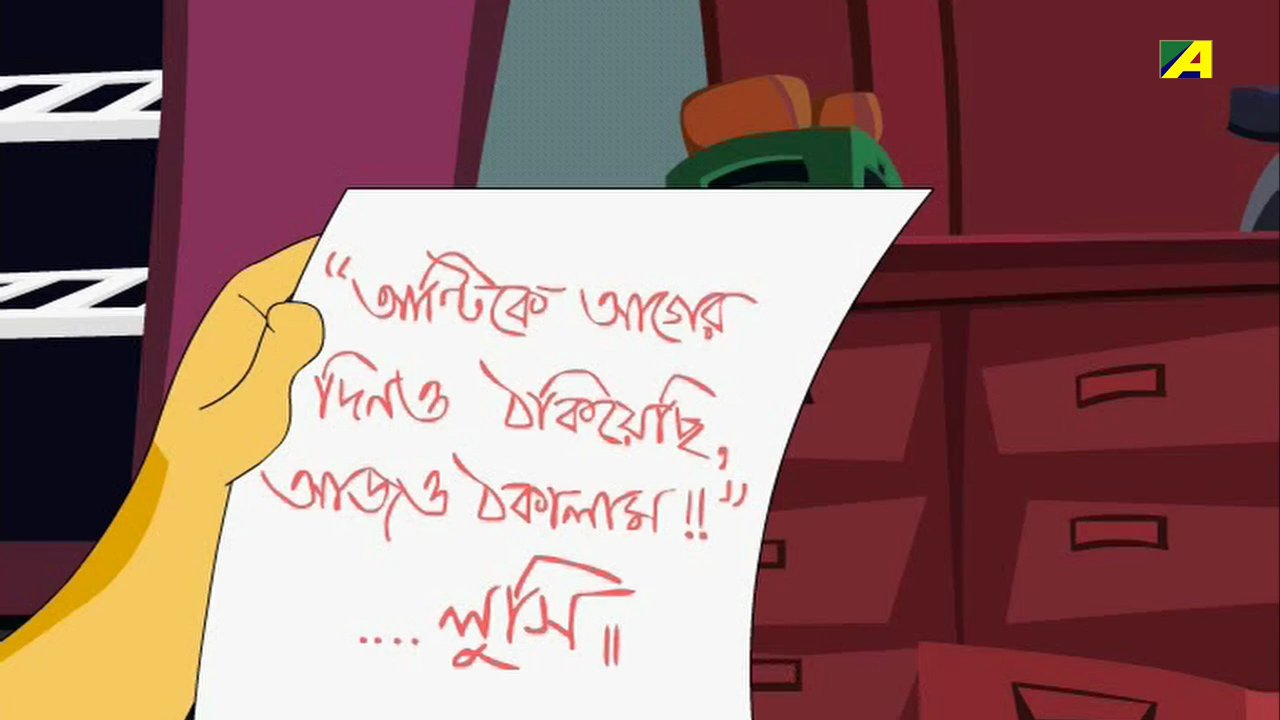 “আন্টিকে আগের
দিনও ঠকিয়েছি,
আজও ঠকালাম !!”
.... লুসি॥
A